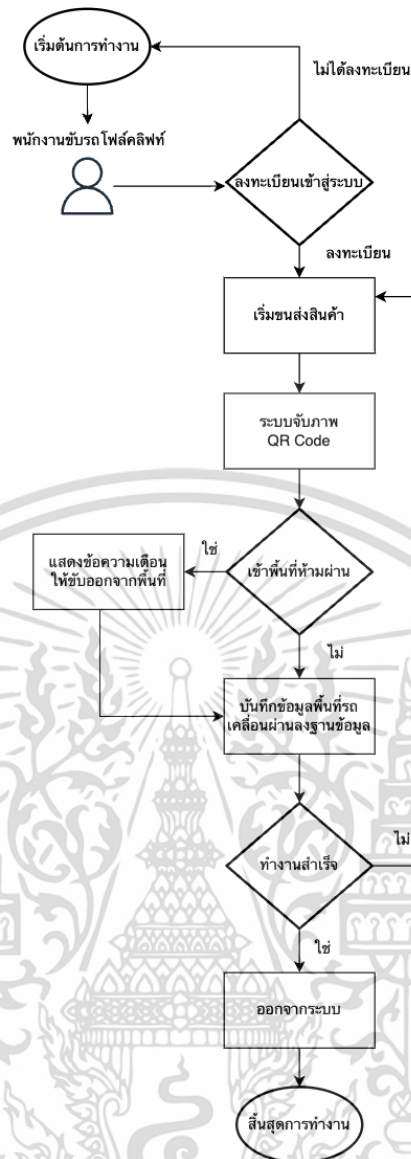 เริ่มต้นการทำงาน
ไม่ได้ลงทะเบียน
พนักงานขับรถโฟล์คลิฟท์
ลงทะเบียนเข้าสู่ระบบ
ลงทะเบียน
เริ่มขนส่งสินค้า
ระบบจับภาพ
QR Code
ใช่
แสดงข้อความเตือน
ให้ขับออกจากพื้นที่
เข้าพื้นที่ห้ามผ่าน
ไม่
บันทึกข้อมูลพื้นที่รถ
เคลื่อนผ่านลงฐานข้อมูล
ไม่
ทำงานสำเร็จ
ใช่
ออกจากระบบ
สิ้นสุดการทำงาน